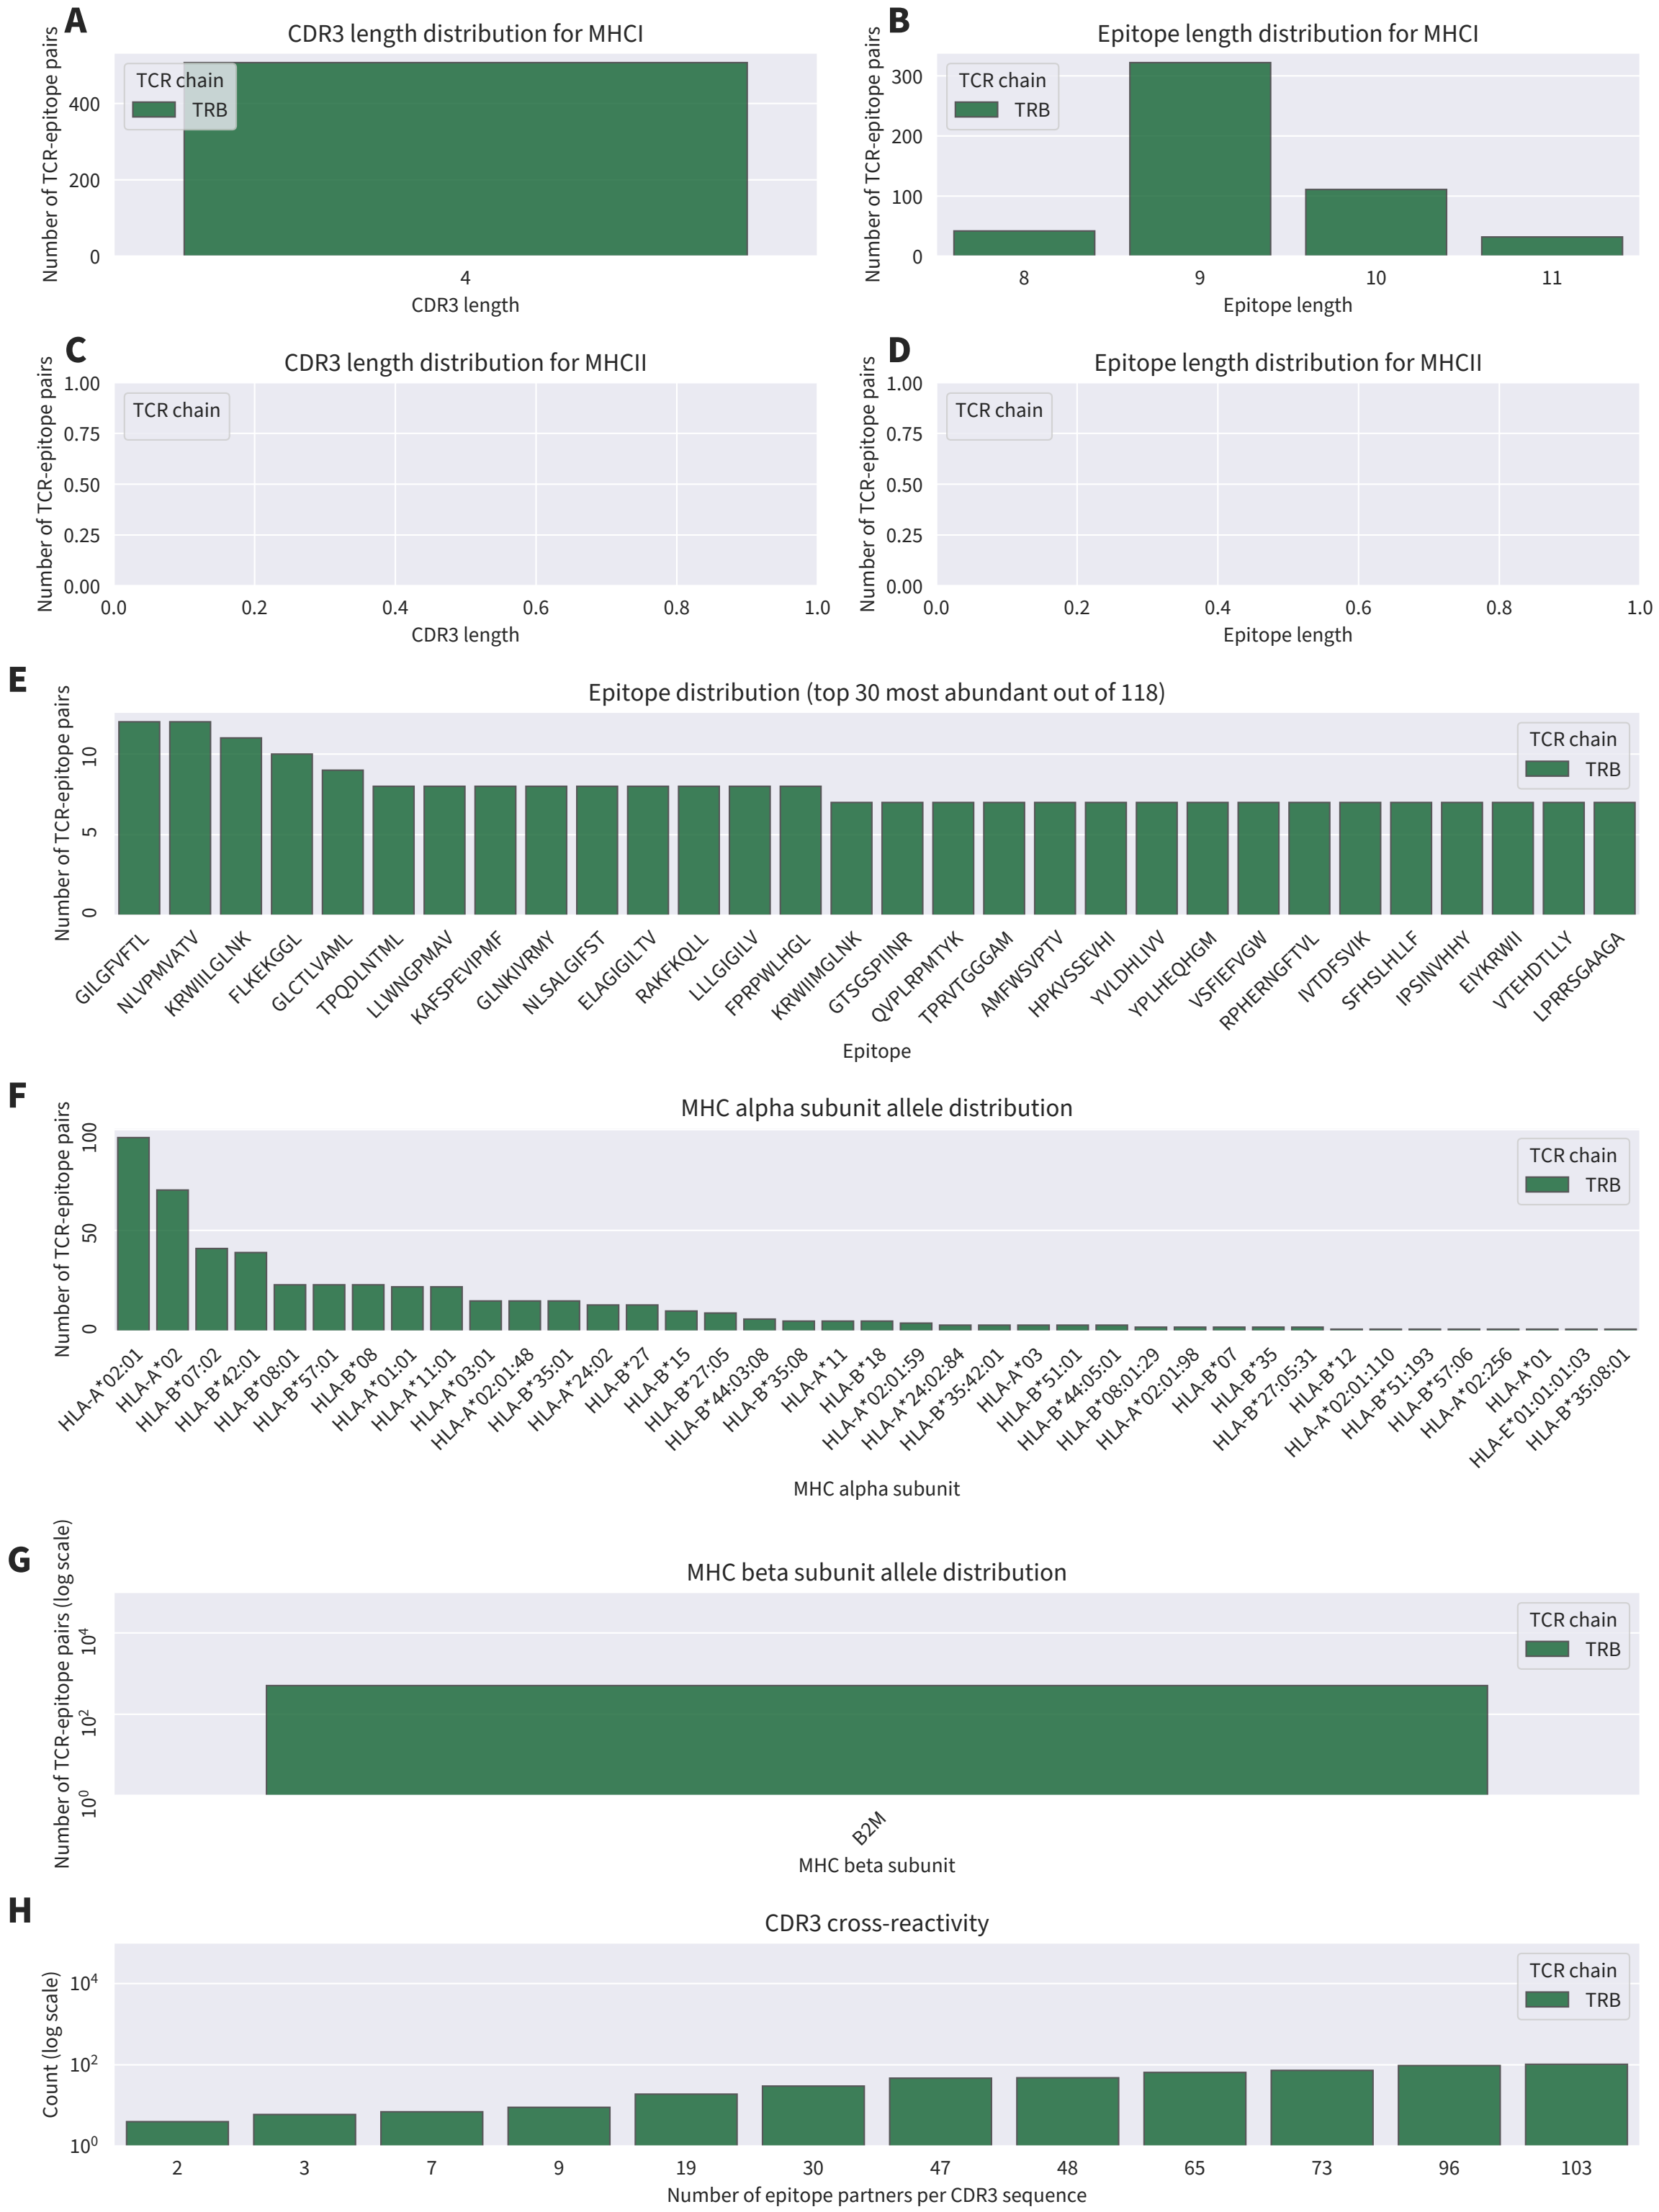 A
CDR3 length distribution for MHCI
Number of TCR-epitope pairs
TCR chain
TRB
400
200
0
4
CDR3 length
B
Epitope length distribution for MHCI
Number of TCR-epitope pairs
TCR chain
TRB
300
200
100
0
8 9 10 11
Epitope length
C
CDR3 length distribution for MHCII
Number of TCR-epitope pairs
TCR chain
1.00
0.75
0.50
0.25
0.00
0.0 0.2 0.4 0.6 0.8 1.0
CDR3 length
D
Epitope length distribution for MHCII
Number of TCR-epitope pairs
TCR chain
1.00
0.75
0.50
0.25
0.00
0.0 0.2 0.4 0.6 0.8 1.0
Epitope length
E
Epitope distribution (top 30 most abundant out of 118)
Number of TCR-epitope pairs
TCR chain
TRB
10
5
0
GILGFVFTL
NLVPMVATV
KRWIILGLNK
FLKEKGGL
GLCTLVAML
TPQDLNTML
LLWNGPMAV
KAFSPEVIPMF
GLNKIVRMY
NLSALGIFST
ELAGIGILTV
RAKFKQLL
LLLGIGILV
FPRPWLHGL
KRWIIMGLNK
GTSGSPIINR
QVPLRPMTYK
TPRVTGGGAM
AMFWSVPTV
HPKVSSEVHI
YVLDHLIVV
YPLHEQHGM
VSFIEFVGW
RPHERNGFTVL
IVTDFSVIK
SFHSLHLLF
IPSINVHHY
EIYKRWII
VTEHDTLLY
LPRRSGAAGA
Epitope
F
MHC alpha subunit allele distribution
Number of TCR-epitope pairs
TCR chain
TRB
100
50
0
HLA-A*02:01
HLA-A*02
HLA-B*07:02
HLA-B*42:01
HLA-B*08:01
HLA-B*57:01
HLA-B*08
HLA-A*01:01
HLA-A*11:01
HLA-A*03:01
HLA-A*02:01:48
HLA-B*35:01
HLA-A*24:02
HLA-B*27
HLA-B*15
HLA-B*27:05
HLA-B*44:03:08
HLA-B*35:08
HLA-A*11
HLA-B*18
HLA-A*02:01:59
HLA-A*24:02:84
HLA-B*35:42:01
HLA-A*03
HLA-B*51:01
HLA-B*44:05:01
HLA-B*08:01:29
HLA-A*02:01:98
HLA-B*07
HLA-B*35
HLA-B*27:05:31
HLA-B*12
HLA-A*02:01:110
HLA-B*51:193
HLA-B*57:06
HLA-A*02:256
HLA-A*01
HLA-E*01:01:01:03
HLA-B*35:08:01
MHC alpha subunit
G
MHC beta subunit allele distribution
Number of TCR-epitope pairs (log scale)
TCR chain
TRB
10⁴
10²
10⁰
B2M
MHC beta subunit
H
CDR3 cross-reactivity
Count (log scale)
TCR chain
TRB
10⁴
10²
10⁰
2 3 7 9 19 30 47 48 65 73 96 103
Number of epitope partners per CDR3 sequence